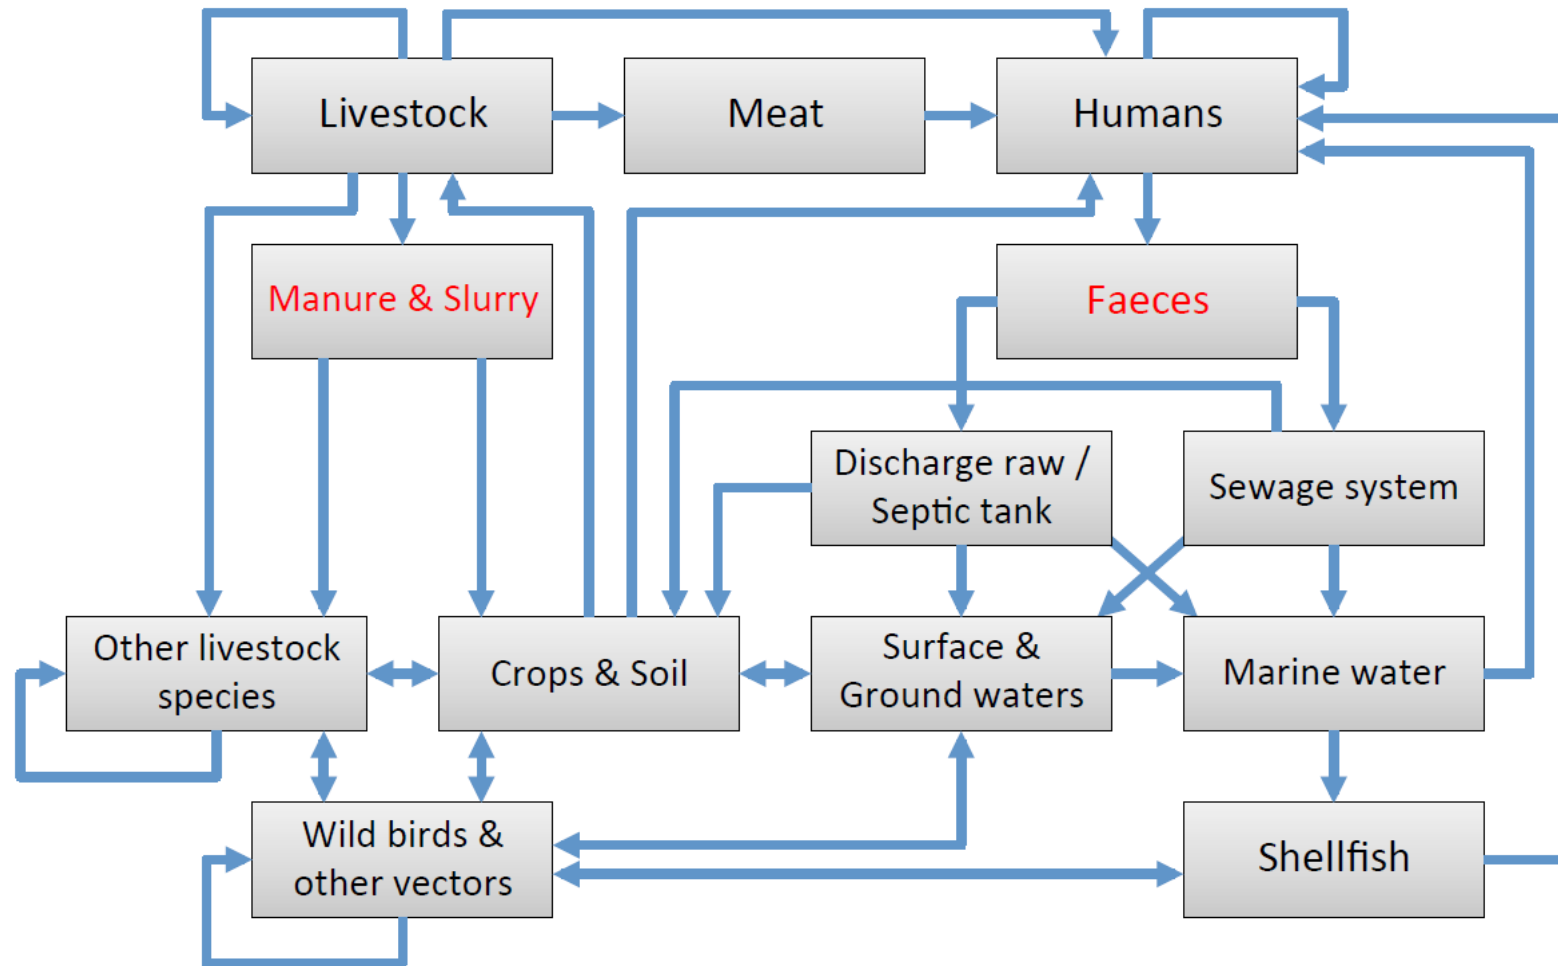 Livestock
Meat
Humans
Manure & Slurry
Faeces
Discharge raw /
Septic tank
Sewage system
Other livestock
species
Crops & Soil
Surface &
Ground waters
Marine water
Wild birds &
other vectors
Shellfish